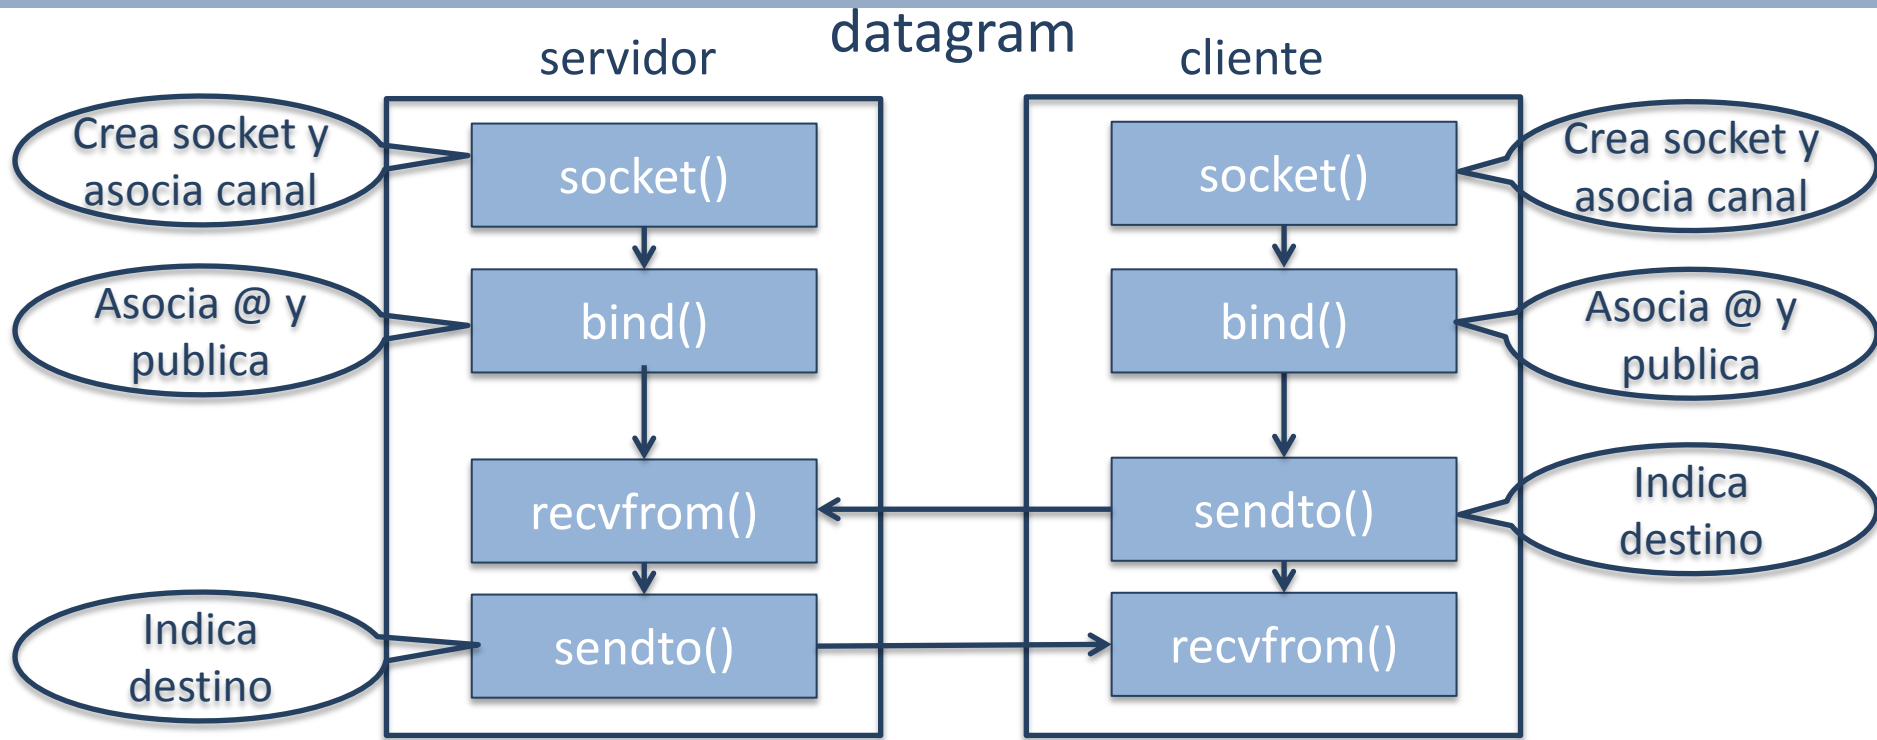 datagram
servidor
cliente
Crea socket y
asocia canal
socket()
socket()
Crea socket y
asocia canal
Asocia @ y
publica
bind()
bind()
Asocia @ y
publica
recvfrom()
sendto()
Indica
destino
Indica
destino
sendto()
recvfrom()